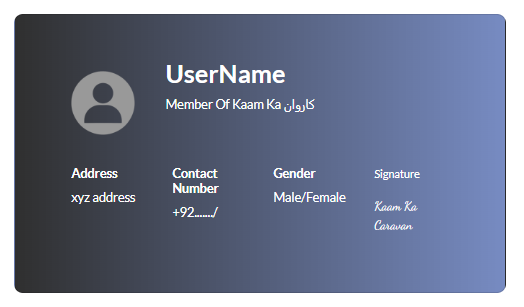 UserName
Member Of Kaam Ka کاروان
Address
xyz address
Contact
Number
+92......./
Gender
Male/Female
Signature
Kaam Ka
Caravan